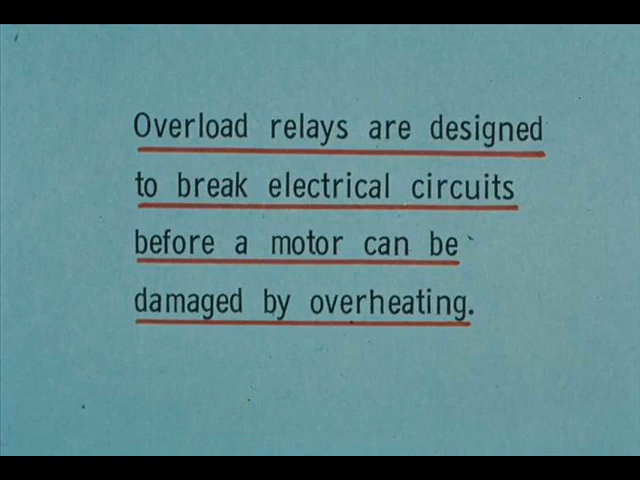 Overload relays are designed
to break electrical circuits
before a motor can be
damaged by overheating.